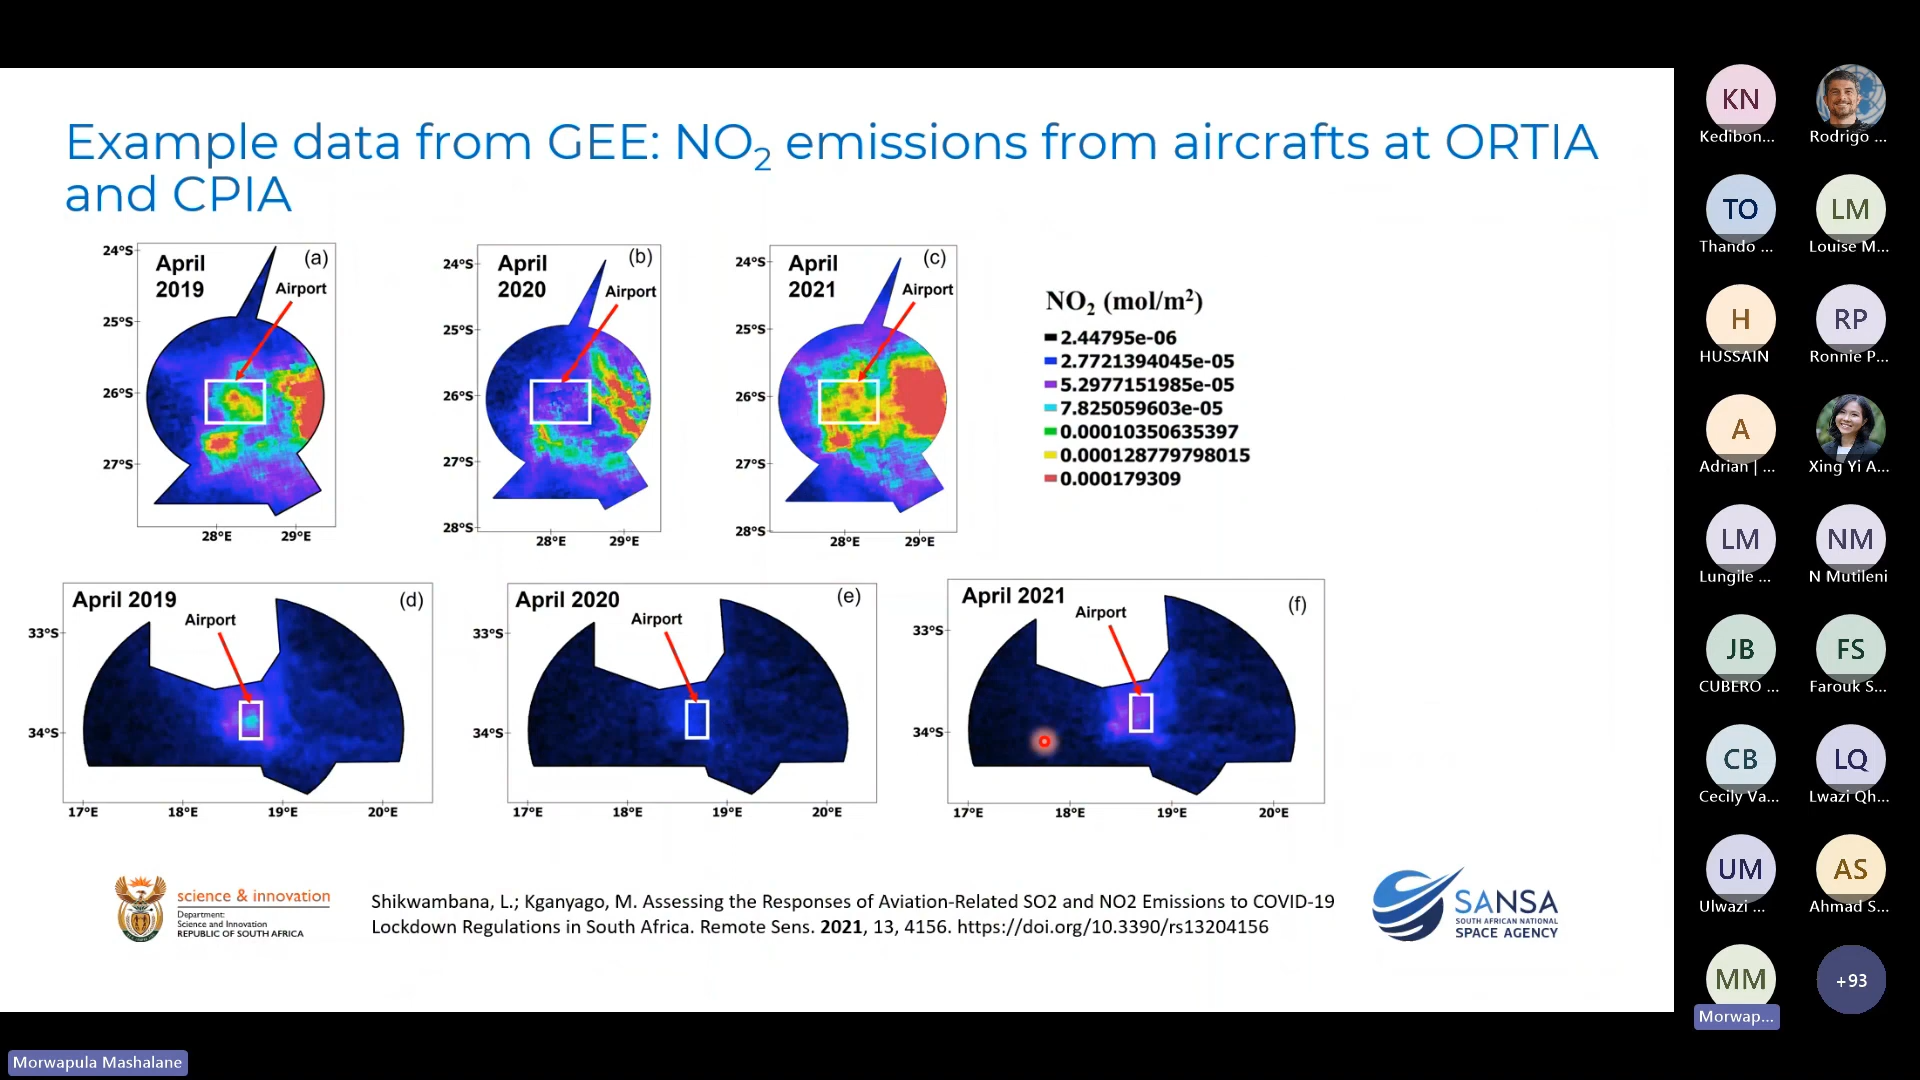 Example data from GEE: NO2 emissions from aircrafts at ORTIA
and CPIA
24°S
25°S
26°S
27°S
April
2019
(a)
Airport
28°E 29°E
24°S
25°S
26°S
27°S
28°S
April
2020
(b)
Airport
28°E 29°E
24°S
25°S
26°S
27°S
28°S
April
2021
(c)
Airport
28°E 29°E
NO2 (mol/m2)
2.44795e-06
2.7721394045e-05
5.2977151985e-05
7.825059603e-05
0.00010350635397
0.000128779798015
0.000179309
April 2019
(d)
Airport
33°S
34°S
17°E 18°E 19°E 20°E
April 2020
(e)
Airport
33°S
34°S
17°E 18°E 19°E 20°E
April 2021
(f)
Airport
33°S
34°S
17°E 18°E 19°E 20°E
science & innovation
Department:
Science and Innovation
REPUBLIC OF SOUTH AFRICA
Shikwambana, L.; Kganyago, M. Assessing the Responses of Aviation-Related SO2 and NO2 Emissions to COVID-19
Lockdown Regulations in South Africa. Remote Sens. 2021, 13, 4156. https://doi.org/10.3390/rs13204156
SANSA
SOUTH AFRICAN NATIONAL
SPACE AGENCY
KN
Kedibon...
Rodrigo ...
TO
Thando ...
LM
Louise M...
H
HUSSAIN
RP
Ronnie P...
A
Adrian | ...
Xing Yi A...
LM
Lungile ...
NM
N Mutileni
JB
CUBERO ...
FS
Farouk S...
CB
Cecily Va...
LQ
Lwazi Qh...
UM
Ulwazi ...
AS
Ahmad S...
MM
Morwap...
+93
Morwapula Mashalane